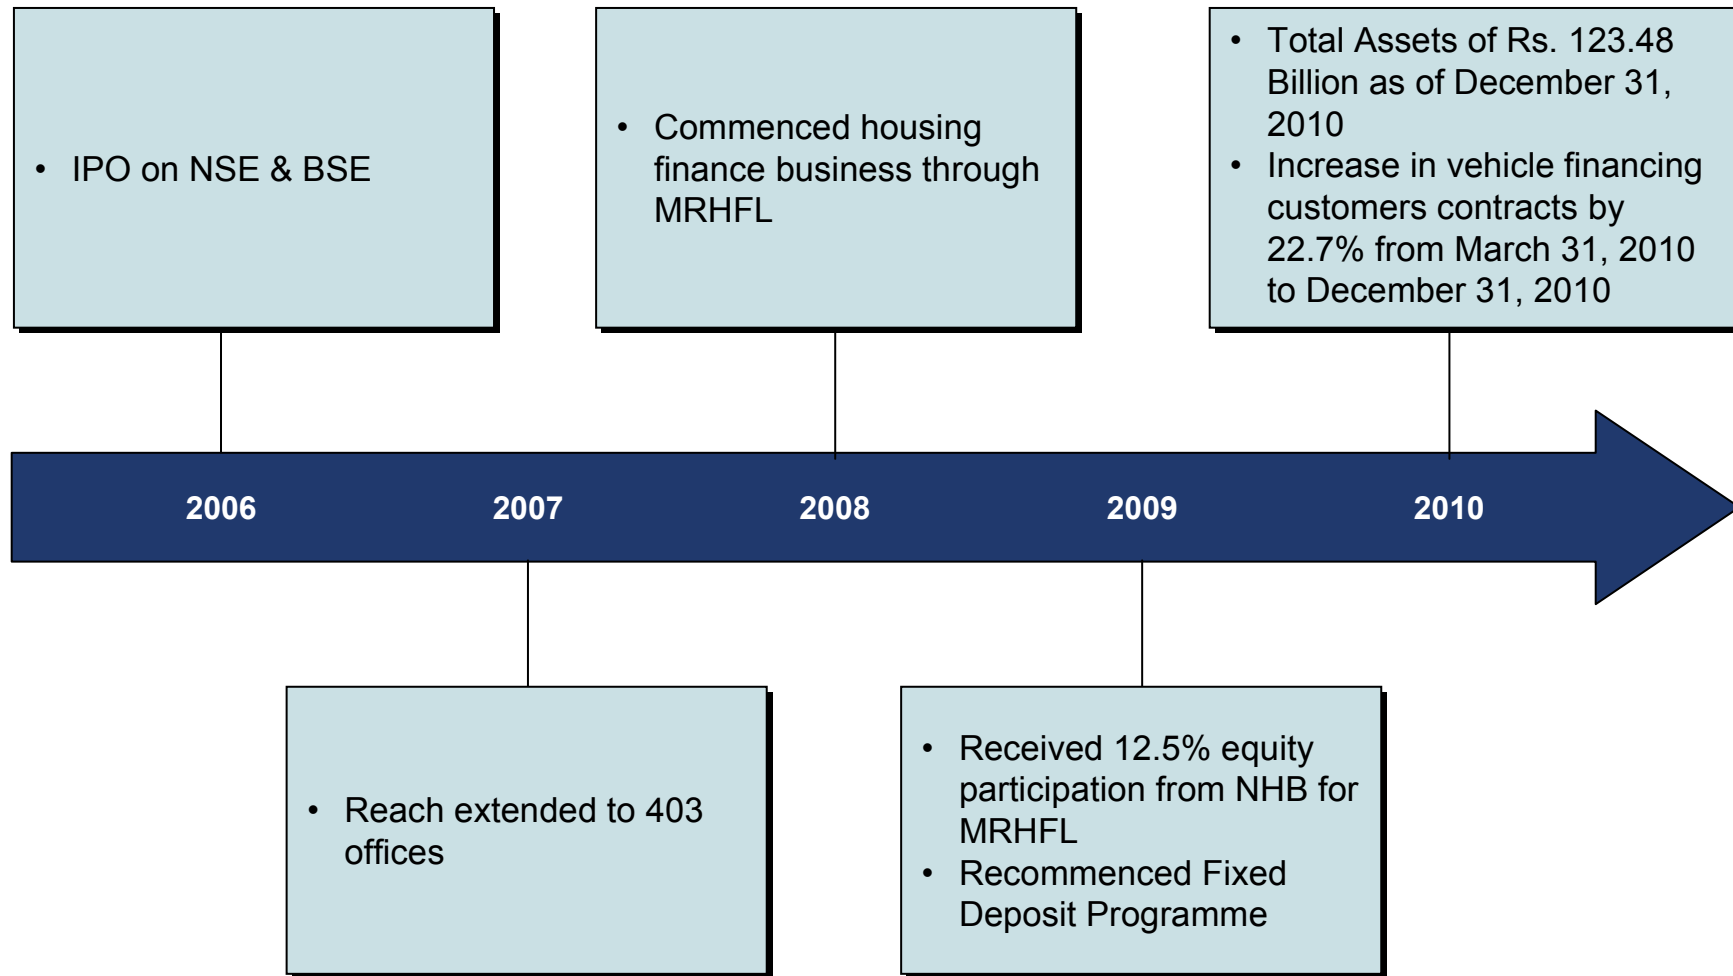 • IPO on NSE & BSE
• Commenced housing
finance business through
MRHFL
• Total Assets of Rs. 123.48
Billion as of December 31,
2010
• Increase in vehicle financing
customers contracts by
22.7% from March 31, 2010
to December 31, 2010
2006 2007 2008 2009 2010
• Reach extended to 403
offices
• Received 12.5% equity
participation from NHB for
MRHFL
• Recommenced Fixed
Deposit Programme